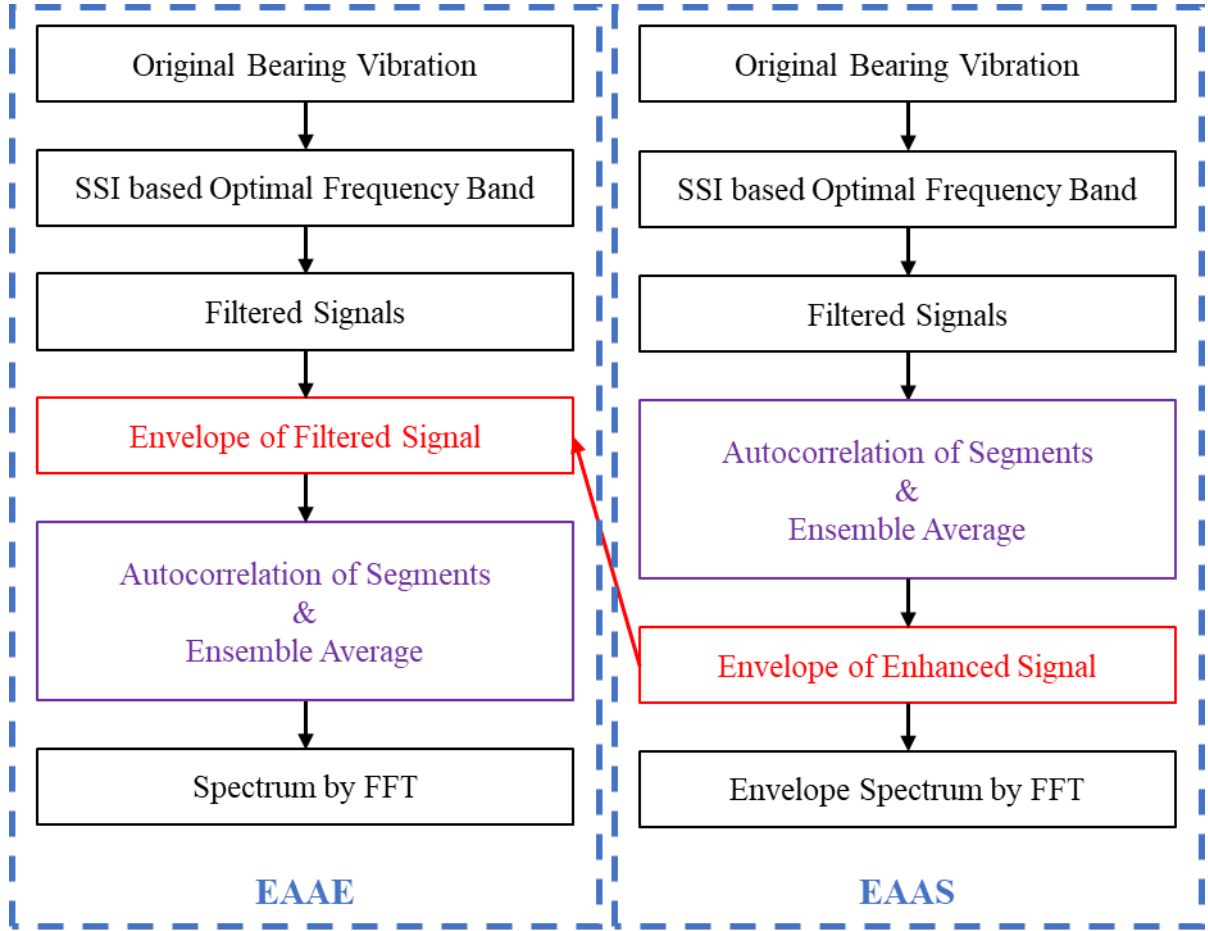 Original Bearing Vibration
SSI based Optimal Frequency Band
Filtered Signals
Envelope of Filtered Signal
Autocorrelation of Segments
&
Ensemble Average
Spectrum by FFT
EAAE
Original Bearing Vibration
SSI based Optimal Frequency Band
Filtered Signals
Autocorrelation of Segments
&
Ensemble Average
Envelope of Enhanced Signal
Envelope Spectrum by FFT
EAAS